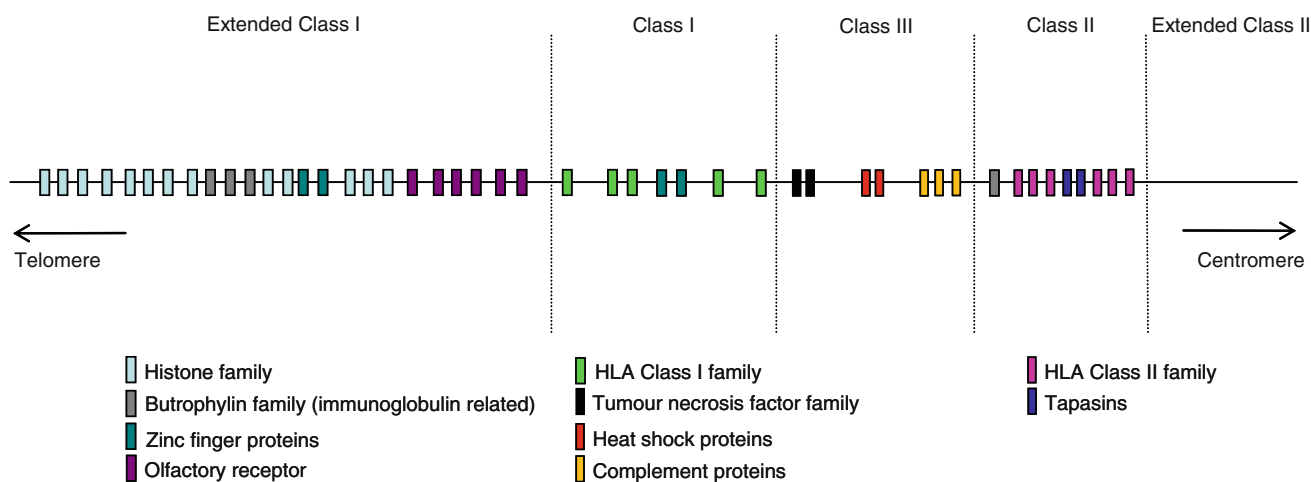 Extended Class I
Class I
Class III
Class II
Extended Class II
Telomere
Centromere
Histone family
Butrophylin family (immunoglobulin related)
Zinc finger proteins
Olfactory receptor
HLA Class I family
Tumour necrosis factor family
Heat shock proteins
Complement proteins
HLA Class II family
Tapasins